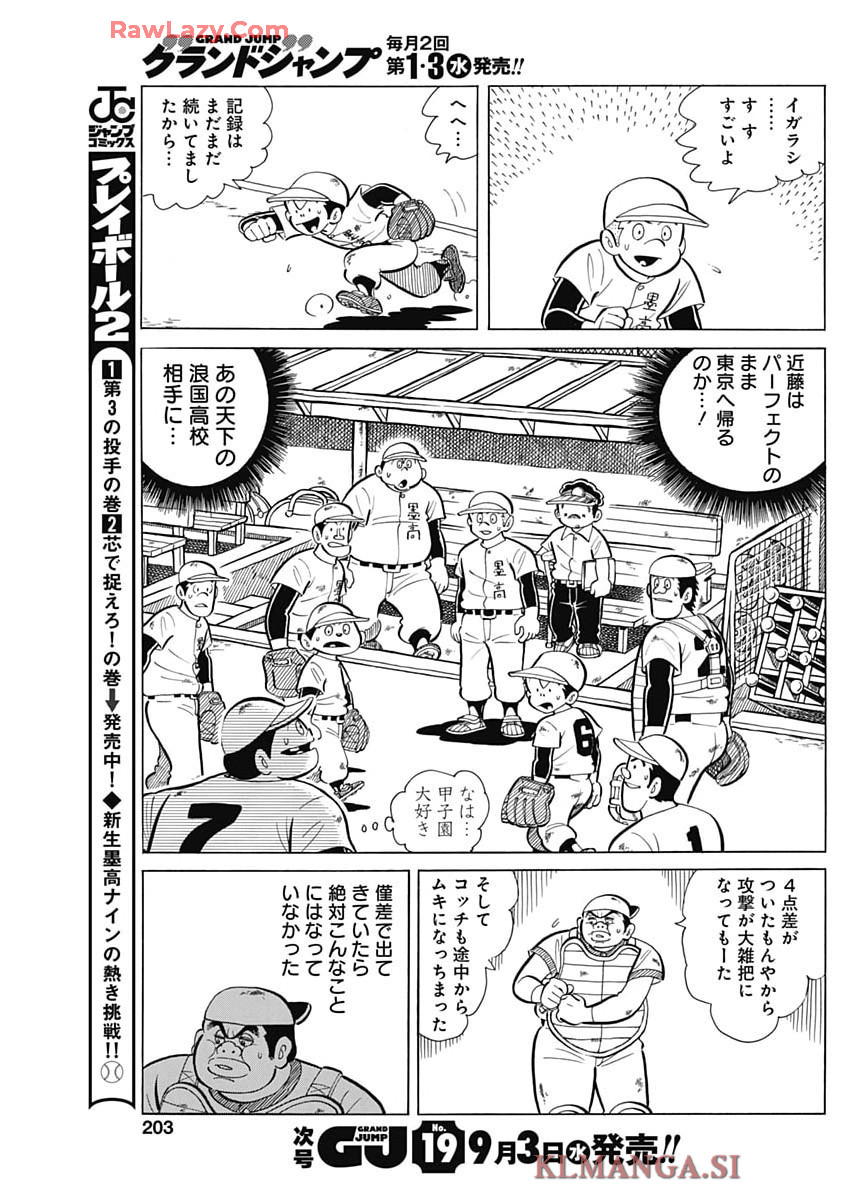 RawLazy.Com
GRAND JUMP
グランドジャンプ
毎月2回
第1・3水発売!!
イガラシ
……
す す
すごいよ
へへ…
記録は
まだまだ
続いてまし
たから…
近藤は
パーフェクトの
まま
東京へ帰る
のか…!
あの天下の
浪国高校
相手に…
墨高
墨高
墨高
6
7
1
なは…
甲子園
大好き
4点差が
ついたもんやから
攻撃が大雑把に
なってもーた
そして
コッチも途中から
ムキになっちまった
僅差で出て
きていたら
絶対こんなこと
にはなって
いなかった
JC
ジャンプ
コミックス
プレイボール2
1第3の投手の巻2芯で捉えろ!の巻➡発売中!◆新生墨高ナインの熱き挑戦!!
203
次号
GRAND JUMP
GJ
No.
19
9月3日水発売!!
KLMANGA.SI